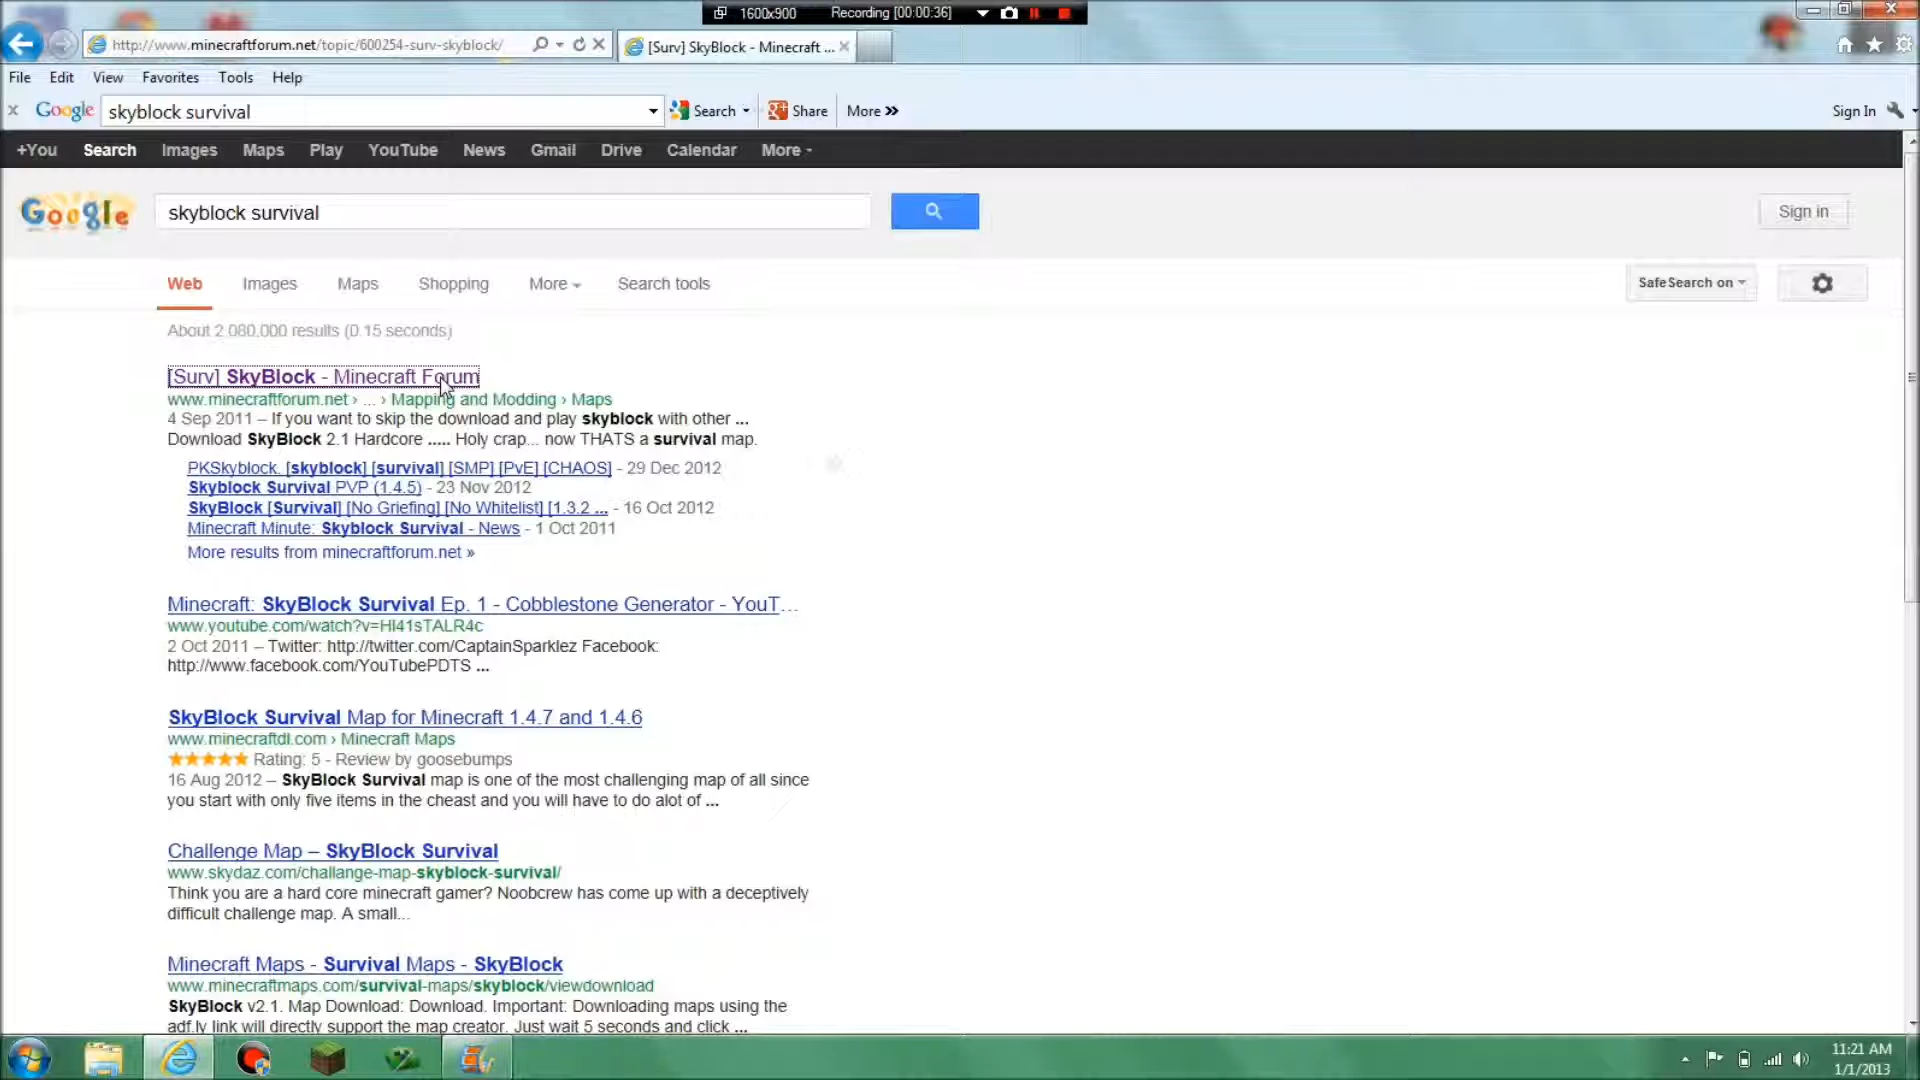 1600x900 Recording [00:00:36]
http://www.minecraftforum.net/topic/600254-surv-skyblock/ [Surv] SkyBlock - Minecraft ...
File Edit View Favorites Tools Help
Google skyblock survival Search Share More » Sign In
+You Search Images Maps Play YouTube News Gmail Drive Calendar More
Google skyblock survival Sign in
Web Images Maps Shopping More Search tools SafeSearch on
About 2,080,000 results (0.15 seconds)
[Surv] SkyBlock - Minecraft Forum
www.minecraftforum.net › ... › Mapping and Modding › Maps
4 Sep 2011 – If you want to skip the download and play skyblock with other ...
Download SkyBlock 2.1 Hardcore ..... Holy crap... now THATS a survival map.
PKSkyblock. [skyblock] [survival] [SMP] [PvE] [CHAOS] - 29 Dec 2012
Skyblock Survival PVP (1.4.5) - 23 Nov 2012
SkyBlock [Survival] [No Griefing] [No Whitelist] [1.3.2 ... - 16 Oct 2012
Minecraft Minute: Skyblock Survival - News - 1 Oct 2011
More results from minecraftforum.net »
Minecraft: SkyBlock Survival Ep. 1 - Cobblestone Generator - YouT...
www.youtube.com/watch?v=Hl41sTALR4c
2 Oct 2011 – Twitter: http://twitter.com/CaptainSparklez Facebook:
http://www.facebook.com/YouTubePDTS ...
SkyBlock Survival Map for Minecraft 1.4.7 and 1.4.6
www.minecraftdl.com › Minecraft Maps
Rating: 5 - Review by goosebumps
16 Aug 2012 – SkyBlock Survival map is one of the most challenging map of all since
you start with only five items in the cheast and you will have to do alot of ...
Challenge Map – SkyBlock Survival
www.skydaz.com/challange-map-skyblock-survival/
Think you are a hard core minecraft gamer? Noobcrew has come up with a deceptively
difficult challenge map. A small...
Minecraft Maps - Survival Maps - SkyBlock
www.minecraftmaps.com/survival-maps/skyblock/viewdownload
SkyBlock v2.1. Map Download: Download. Important: Downloading maps using the
adf.ly link will directly support the map creator. Just wait 5 seconds and click ...
11:21 AM
1/1/2013